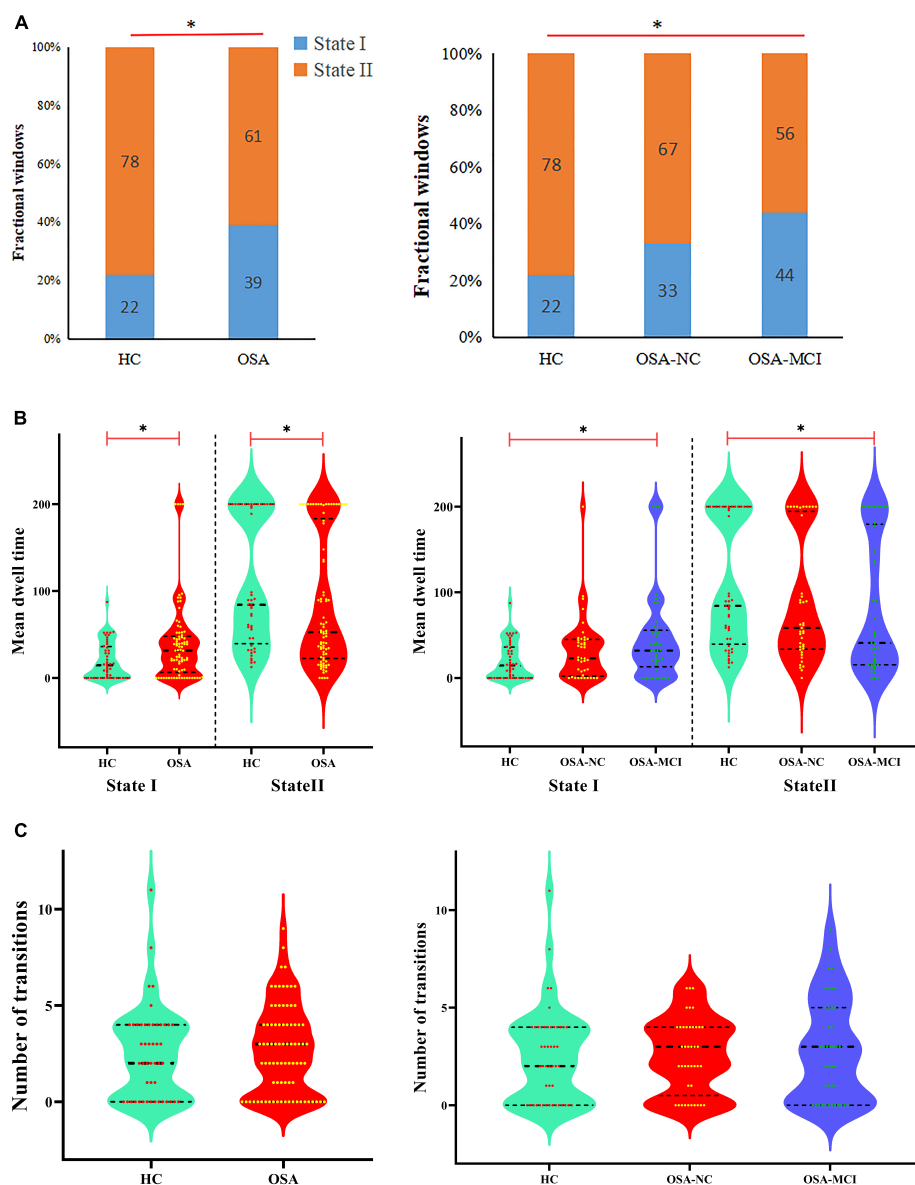 A
*
State I
State II
Fractional windows
100%
80%
60%
40%
20%
0%
78
22
61
39
HC
OSA
*
Fractional windows
100%
80%
60%
40%
20%
0%
78
22
67
33
56
44
HC
OSA-NC
OSA-MCI
B
*
*
Mean dwell time
200
100
0
HC
OSA
HC
OSA
State I
StateII
*
*
Mean dwell time
200
100
0
HC
OSA-NC
OSA-MCI
HC
OSA-NC
OSA-MCI
State I
StateII
C
Number of transitions
10
5
0
HC
OSA
Number of transitions
10
5
0
HC
OSA-NC
OSA-MCI